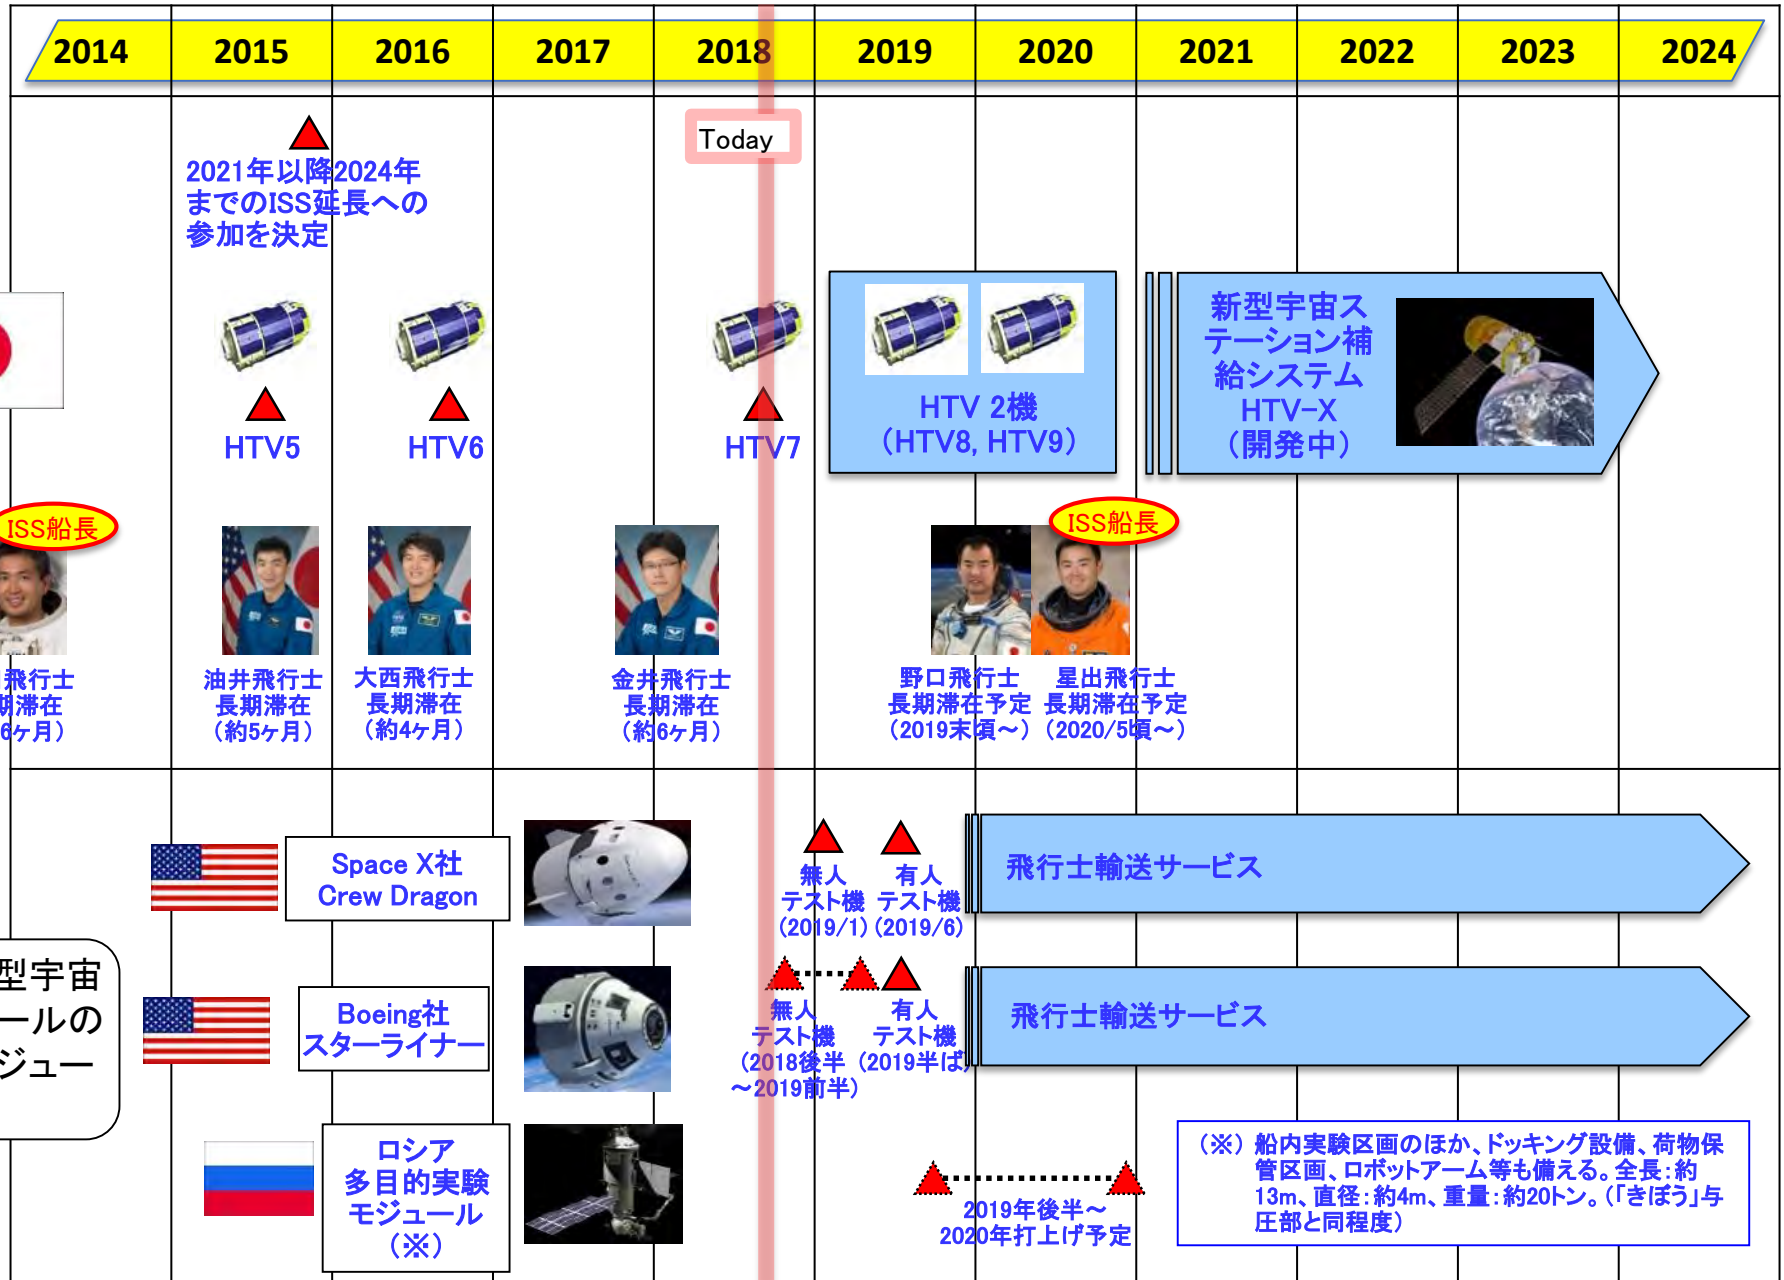 2014 2015 2016 2017 2018 2019 2020 2021 2022 2023 2024
Today
2021年以降2024年
までのISS延長への
参加を決定
HTV5
HTV6
HTV7
HTV 2機
(HTV8, HTV9)
新型宇宙ス
テーション補
給システム
HTV-X
(開発中)
ISS船長
飛行士
期滞在
6ヶ月)
油井飛行士
長期滞在
(約5ヶ月)
大西飛行士
長期滞在
(約4ヶ月)
金井飛行士
長期滞在
(約6ヶ月)
野口飛行士
長期滞在予定
(2019末頃～)
ISS船長
星出飛行士
長期滞在予定
(2020/5頃～)
Space X社
Crew Dragon
無人
テスト機
(2019/1)
有人
テスト機
(2019/6)
飛行士輸送サービス
型宇宙
ールの
ジュー
Boeing社
スターライナー
無人
テスト機
(2018後半
～2019前半)
有人
テスト機
(2019半ば)
飛行士輸送サービス
ロシア
多目的実験
モジュール
(※)
2019年後半～
2020年打上げ予定
(※) 船内実験区画のほか、ドッキング設備、荷物保
管区画、ロボットアーム等も備える。全長:約
13m、直径:約4m、重量:約20トン。(「きぼう」与
圧部と同程度)